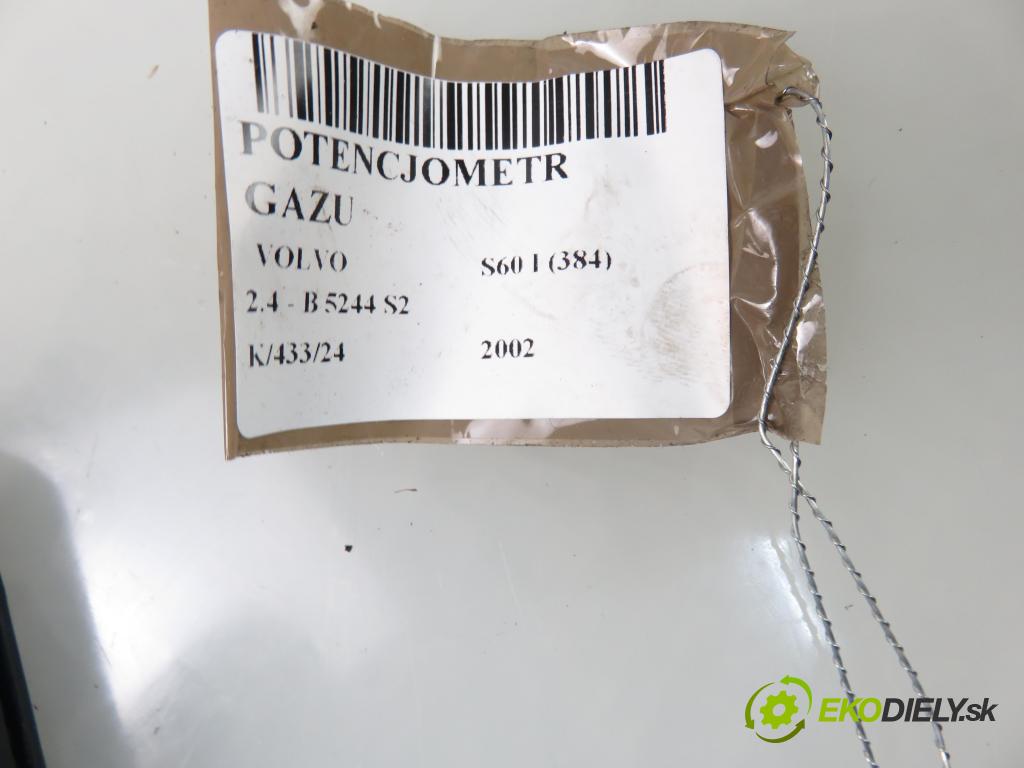 POTENCJOMETR
GAZU
VOLVO S60 I (384)
2.4 - B 5244 S2
K/433/24 2002
EKODIELY.sk